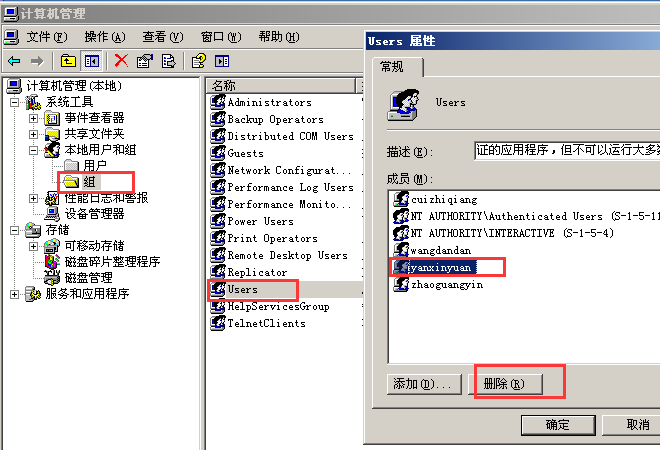 计算机管理
文件(F) 操作(A) 查看(V) 窗口(W) 帮助(H)
计算机管理(本地)
系统工具
事件查看器
共享文件夹
本地用户和组
用户
组
性能日志和警报
设备管理器
存储
可移动存储
磁盘碎片整理程序
磁盘管理
服务和应用程序
名称
Administrators
Backup Operators
Distributed COM Users
Guests
Network Configurat...
Performance Log Users
Performance Monito...
Power Users
Print Operators
Remote Desktop Users
Replicator
Users
HelpServicesGroup
TelnetClients
Users 属性
常规
Users
描述(E): 证的应用程序，但不可以运行大多
成员(M):
cuizhiqiang
NT AUTHORITY\Authenticated Users (S-1-5-11
NT AUTHORITY\INTERACTIVE (S-1-5-4)
wangdandan
yanxinyuan
zhaoguangyin
添加(D)... 删除(R)
确定 取消